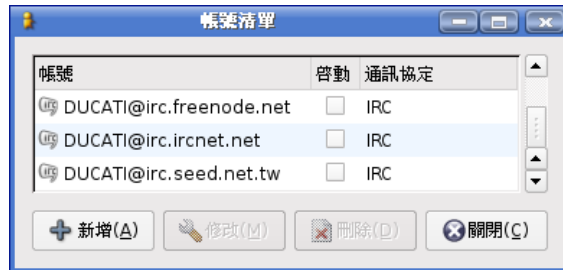 帳號清單
帳號 啓動 通訊協定
DUCATI@irc.freenode.net IRC
DUCATI@irc.ircnet.net IRC
DUCATI@irc.seed.net.tw IRC
新增(A) 修改(M) 刪除(D) 關閉(C)